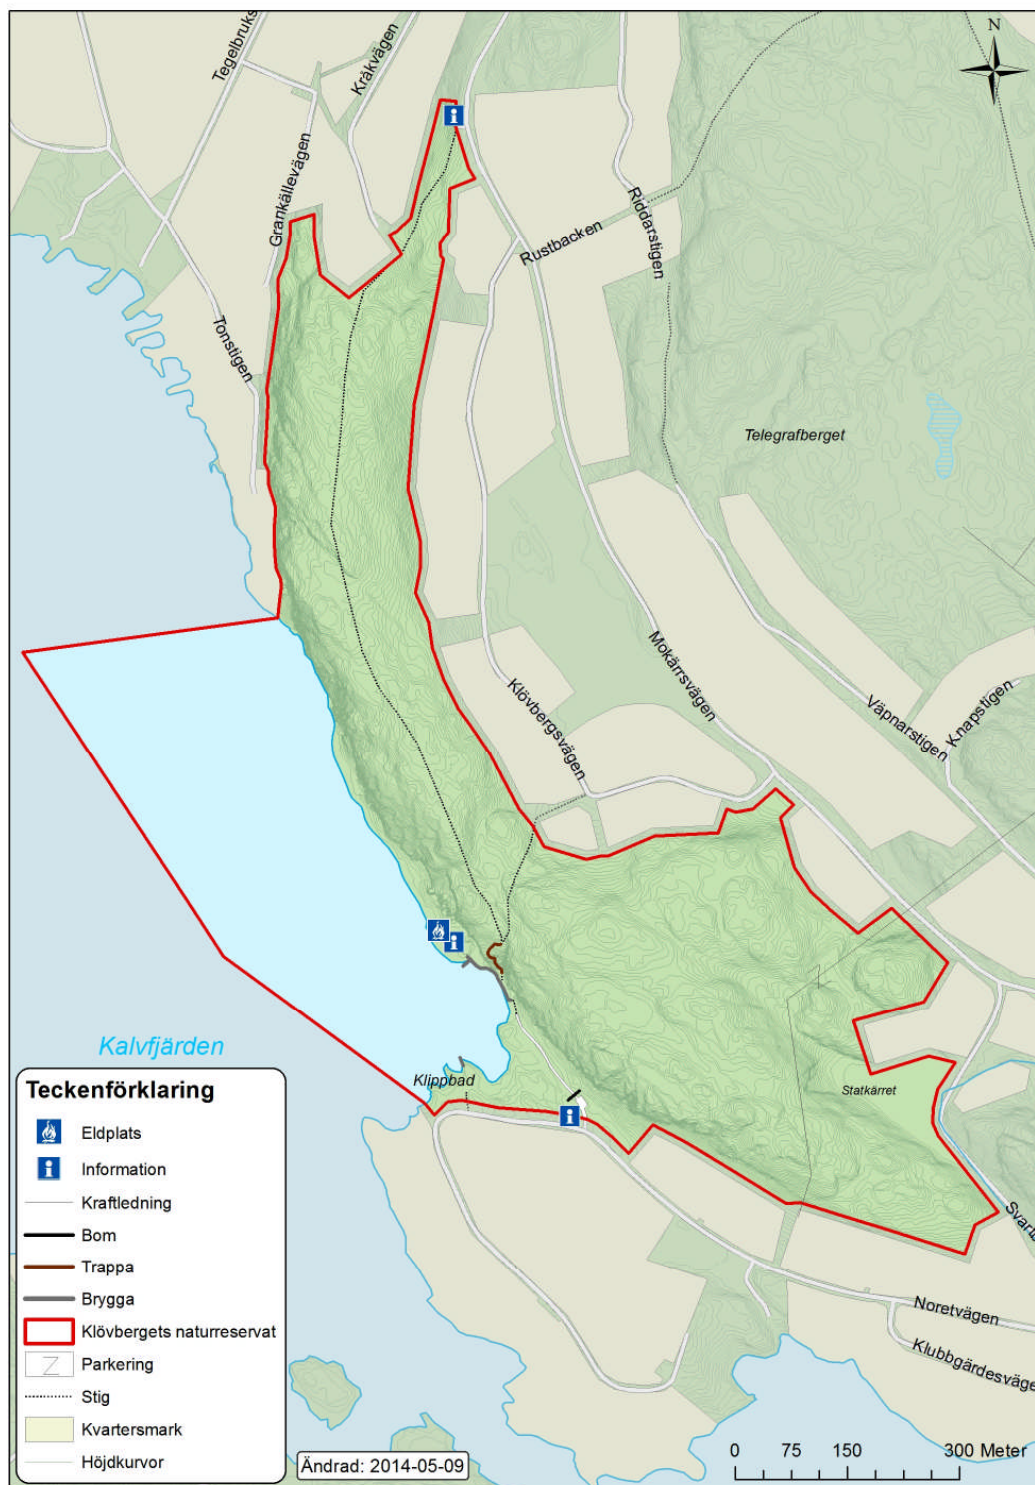 N
Tegelbruks
Kråkvägen
Grankällevägen
Riddarstigen
Rustbacken
Tonstigen
Telegrafberget
Mokärrsvägen
Klövbergsvägen
Väpnarstigen
Knapstigen
Kalvfjärden
Klippbad
Statkärret
Noretvägen
Klubbgärdesväge
Teckenförklaring
Eldplats
Information
Kraftledning
Bom
Trappa
Brygga
Klövbergets naturreservat
Parkering
Stig
Kvartersmark
Höjdkurvor
Ändrad: 2014-05-09
0 75 150 300 Meter